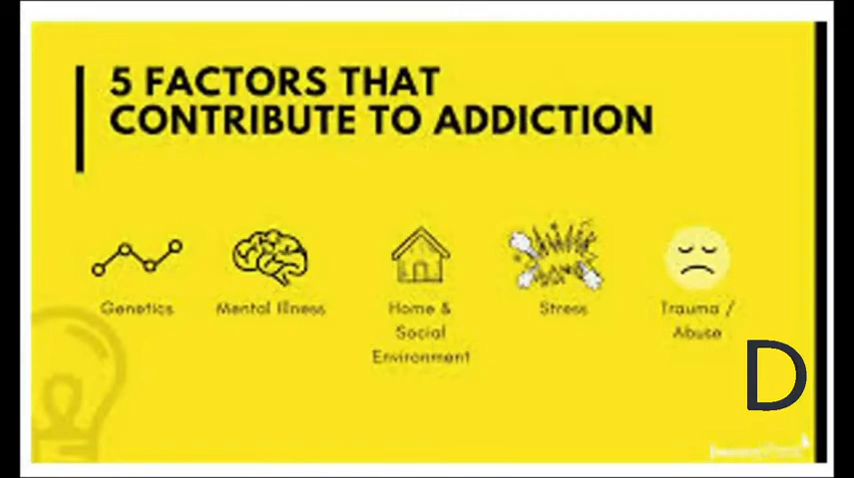 5 FACTORS THAT
CONTRIBUTE TO ADDICTION
Genetics
Mental Illness
Home &
Social
Environment
Stress
Trauma /
Abuse
D